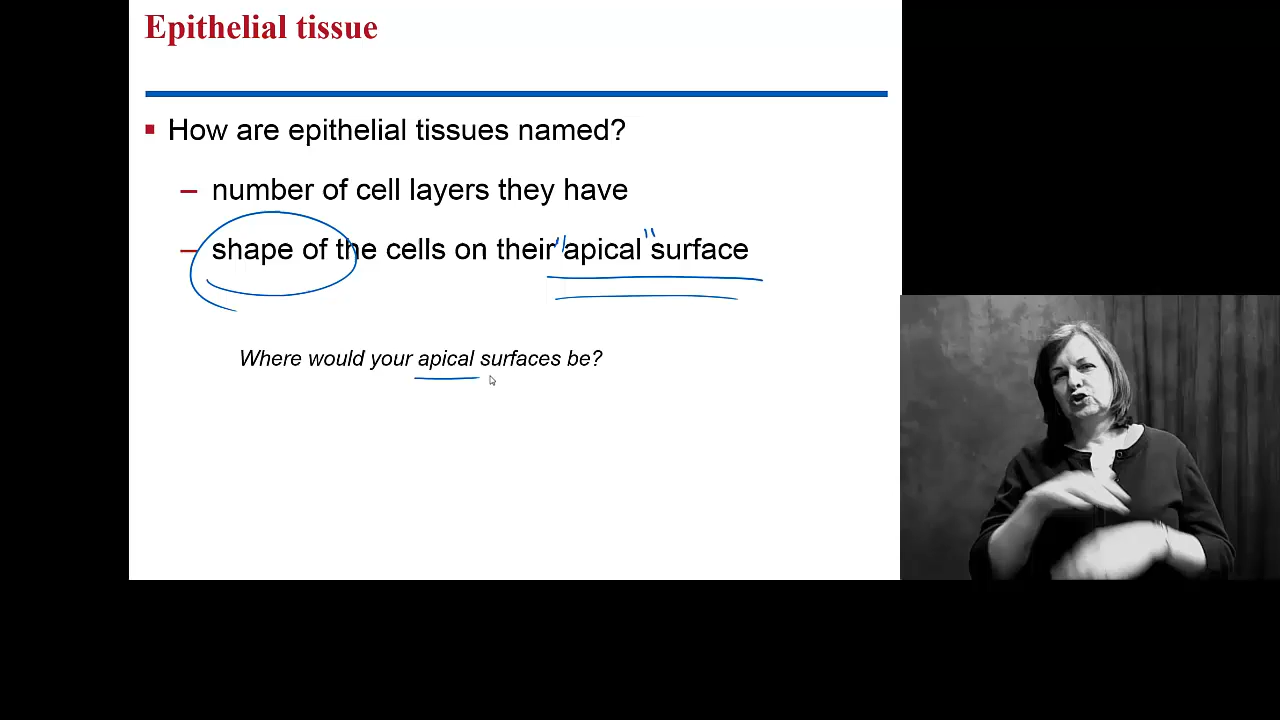 Epithelial tissue
▪ How are epithelial tissues named?
– number of cell layers they have
– shape of the cells on their "apical" surface
Where would your apical surfaces be?